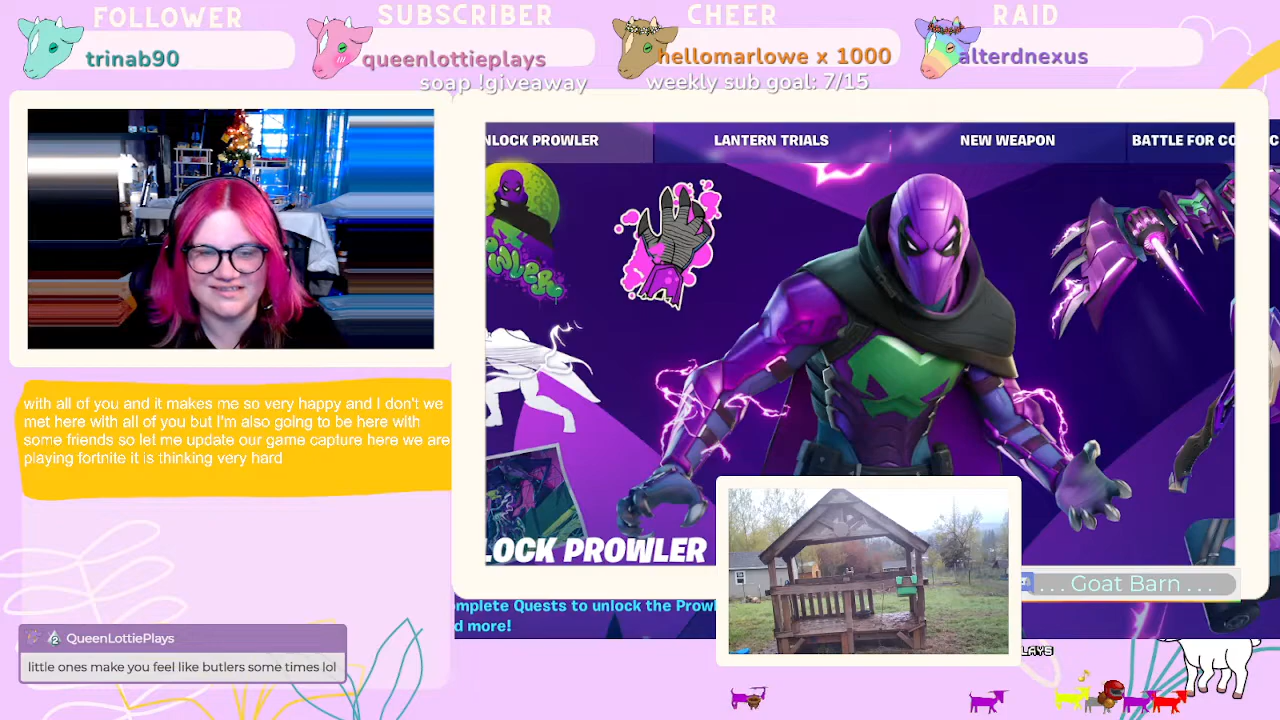 FOLLOWER
trinab90
SUBSCRIBER
queenlottieplays
CHEER
hellomarlowe x 1000
RAID
alterdnexus
soap !giveaway
weekly sub goal: 7/15
NLOCK PROWLER
LANTERN TRIALS
NEW WEAPON
BATTLE FOR CO
LOCK PROWLER
omplete Quests to unlock the Prowl
d more!
with all of you and it makes me so very happy and I don't we
met here with all of you but I'm also going to be here with
some friends so let me update our game capture here we are
playing fortnite it is thinking very hard
. . . Goat Barn . . .
QueenLottiePlays
little ones make you feel like butlers some times lol